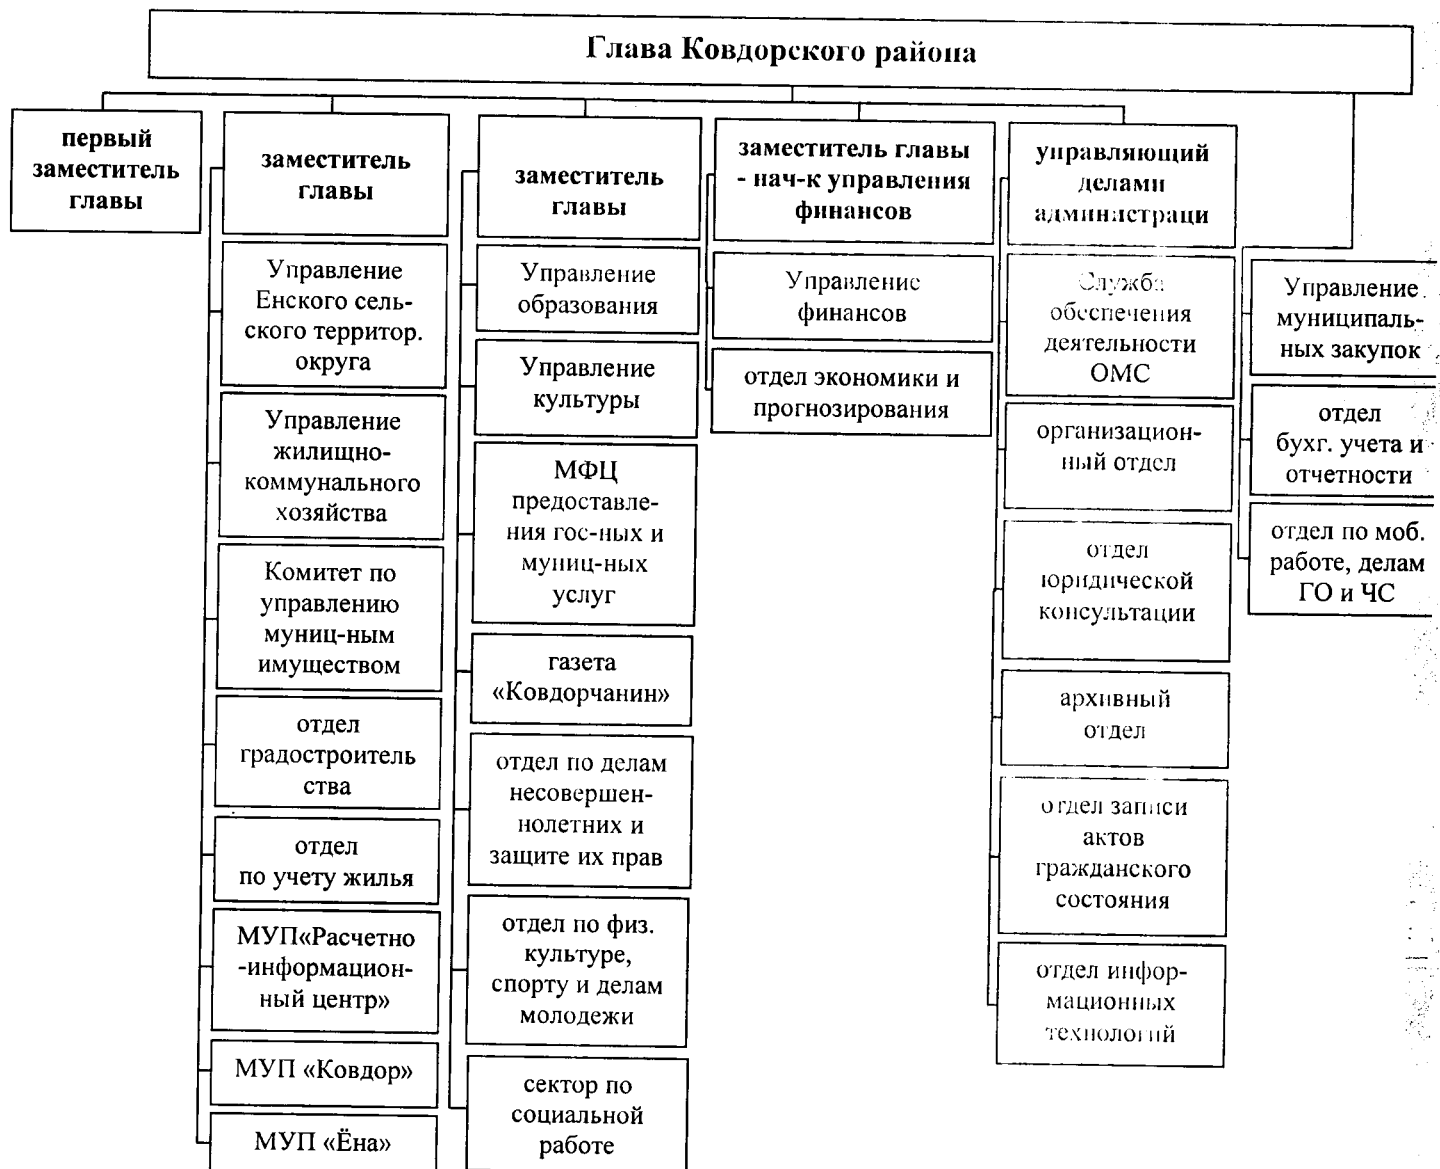 Глава Ковдорского района
первый
заместитель
главы
заместитель
главы
Управление
Енского сель-
ского территор.
округа
Управление
жилищно-
коммунального
хозяйства
Комитет по
управлению
муниц-ным
имуществом
отдел
градостроитель
ства
отдел
по учету жилья
МУП«Расчетно
-информацион-
ный центр»
МУП «Ковдор»
МУП «Ёна»
заместитель
главы
Управление
образования
Управление
культуры
МФЦ
предоставле-
ния гос-ных и
муниц-ных
услуг
газета
«Ковдорчанин»
отдел по делам
несовершен-
нолетних и
защите их прав
отдел по физ.
культуре,
спорту и делам
молодежи
сектор по
социальной
работе
заместитель главы
- нач-к управления
финансов
Управление
финансов
отдел экономики и
прогнозирования
управляющий
делами
администраци
Служба
обеспечения
деятельности
ОМС
организацион-
ный отдел
отдел
юридической
консультации
архивный
отдел
отдел записи
актов
гражданского
состояния
отдел инфор-
мационных
технологий
Управление
муниципаль-
ных закупок
отдел
бухг. учета и
отчетности
отдел по моб.
работе, делам
ГО и ЧС